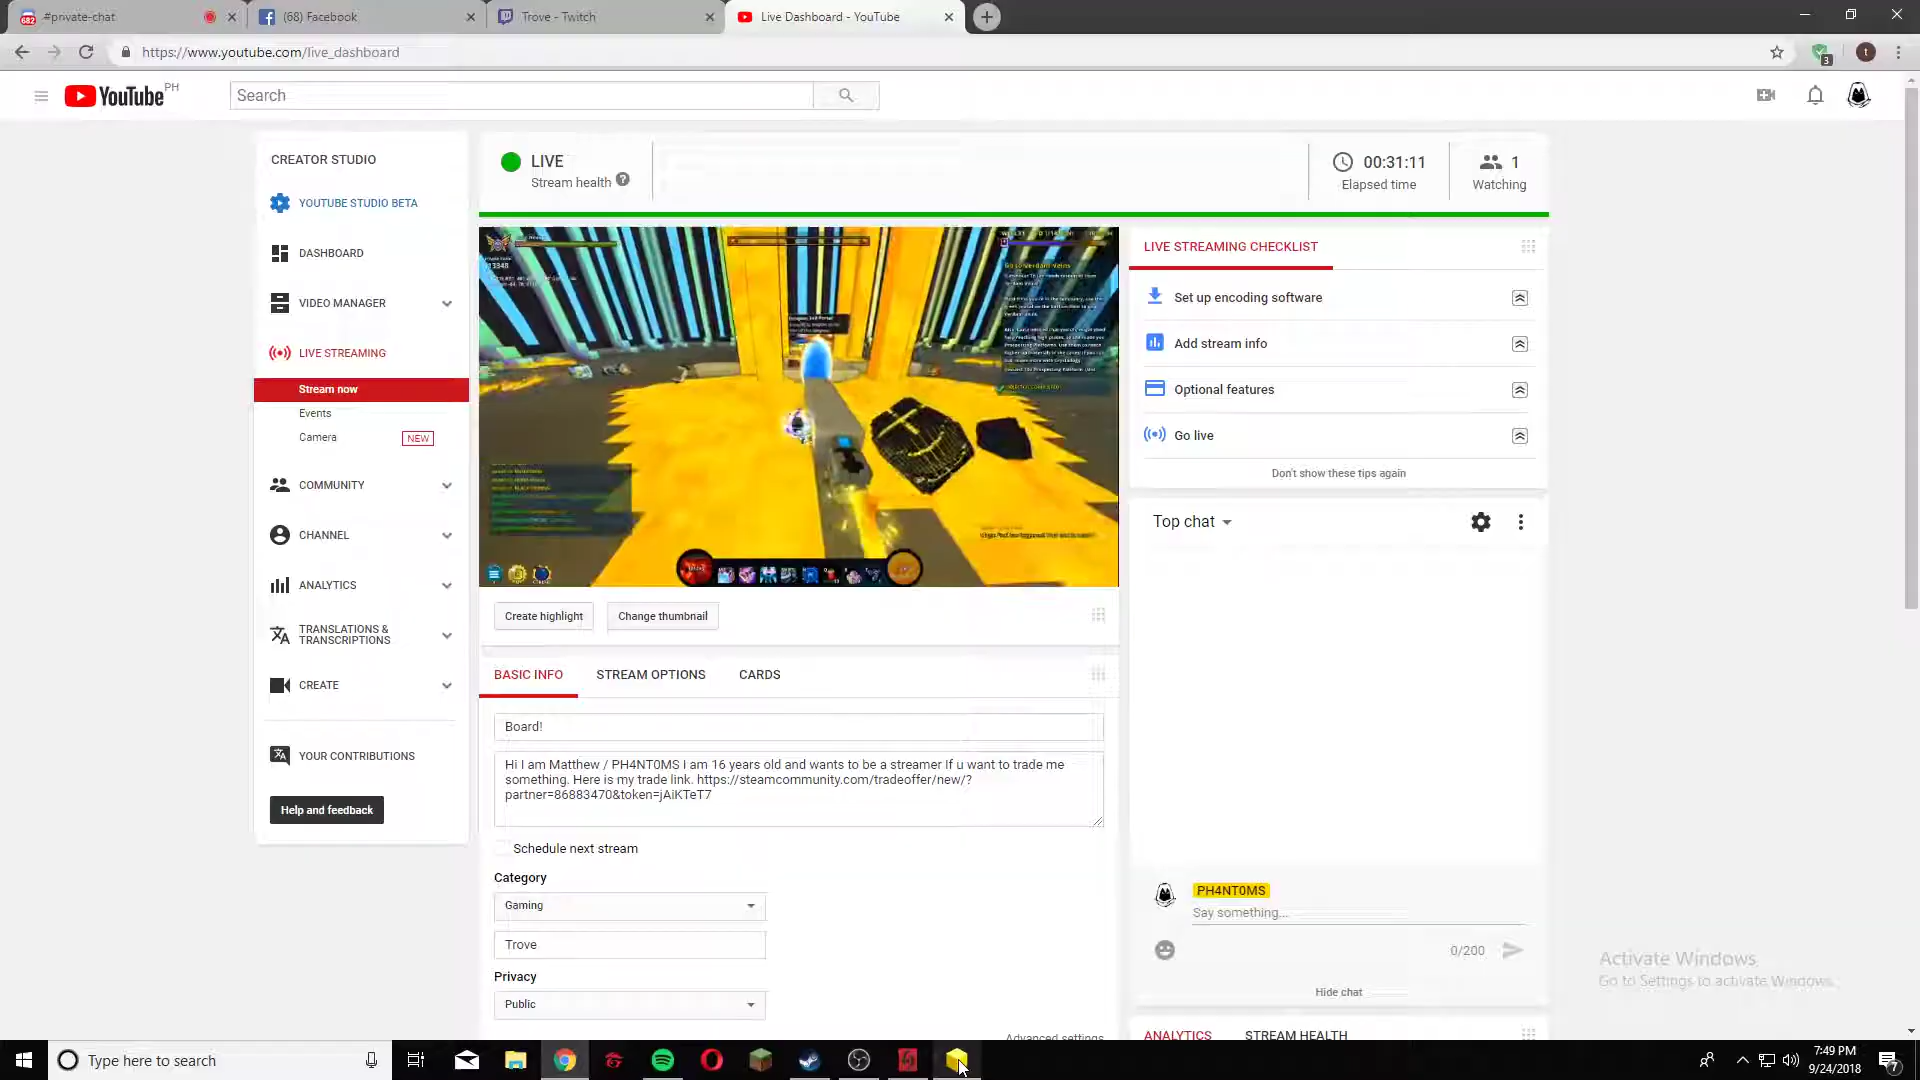 #private-chat
(68) Facebook
Trove - Twitch
Live Dashboard - YouTube
https://www.youtube.com/live_dashboard
3
t
YouTube PH
Search
CREATOR STUDIO
YOUTUBE STUDIO BETA
DASHBOARD
VIDEO MANAGER
LIVE STREAMING
Stream now
Events
Camera
NEW
COMMUNITY
CHANNEL
ANALYTICS
TRANSLATIONS &
TRANSCRIPTIONS
CREATE
YOUR CONTRIBUTIONS
Help and feedback
LIVE
Stream health
00:31:11
Elapsed time
1
Watching
Create highlight
Change thumbnail
BASIC INFO
STREAM OPTIONS
CARDS
Board!
Hi I am Matthew / PH4NT0MS I am 16 years old and wants to be a streamer If u want to trade me
something. Here is my trade link. https://steamcommunity.com/tradeoffer/new/?
partner=86883470&token=jAiKTeT7
Schedule next stream
Category
Gaming
Trove
Privacy
Public
Advanced settings
LIVE STREAMING CHECKLIST
Set up encoding software
Add stream info
Optional features
Go live
Don't show these tips again
Top chat
PH4NT0MS
Say something...
0/200
Hide chat
ANALYTICS
STREAM HEALTH
Activate Windows
Go to Settings to activate Windows.
Type here to search
7:49 PM
9/24/2018
7